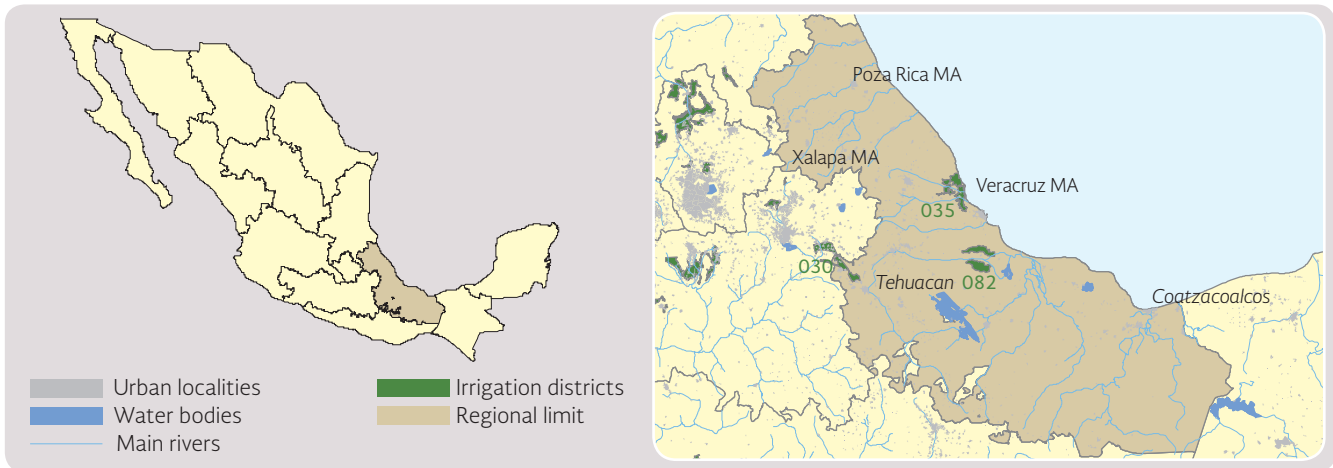 Urban localities
Water bodies
Main rivers
Irrigation districts
Regional limit
Poza Rica MA
Xalapa MA
Veracruz MA
035
030
Tehuacan
082
Coatzacoalcos